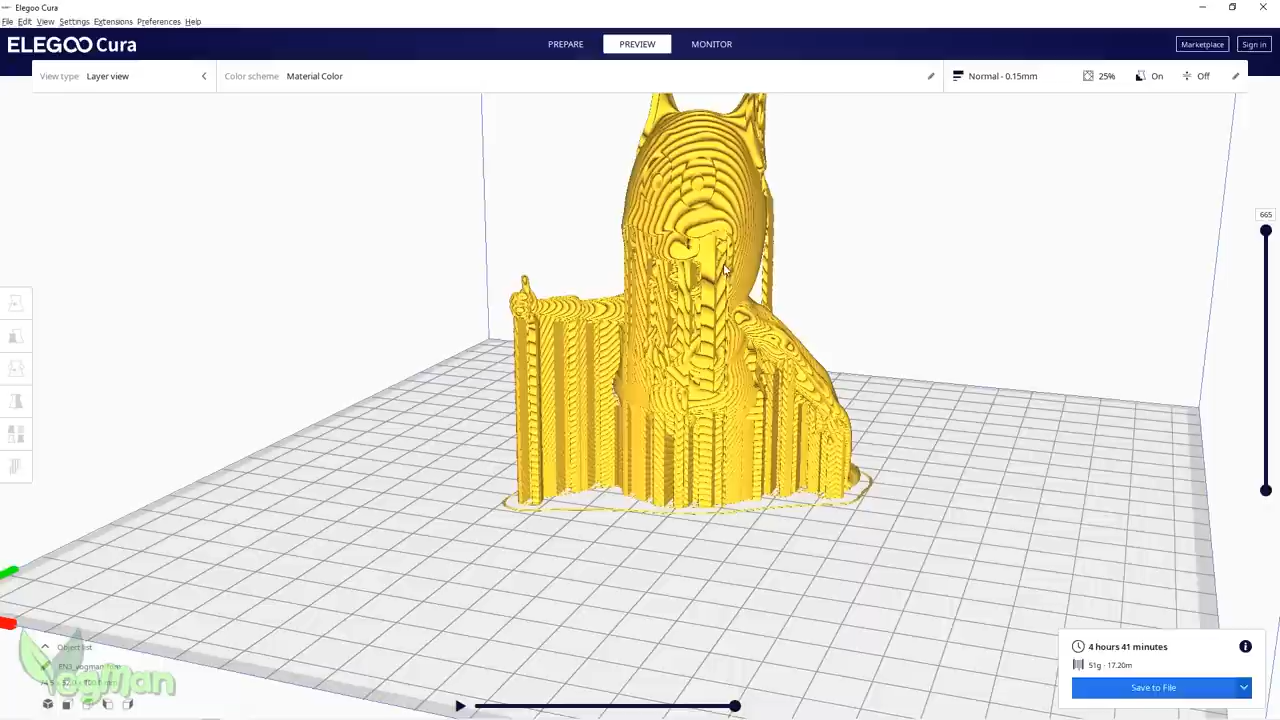 Elegoo Cura
File Edit View Settings Extensions Preferences Help
ELEGOO Cura
PREPARE
PREVIEW
MONITOR
Marketplace
Sign in
View type Layer view
Color scheme Material Color
Normal - 0.15mm
25%
On
Off
665
Object list
Yogman
4 hours 41 minutes
51g · 17.20m
Save to File